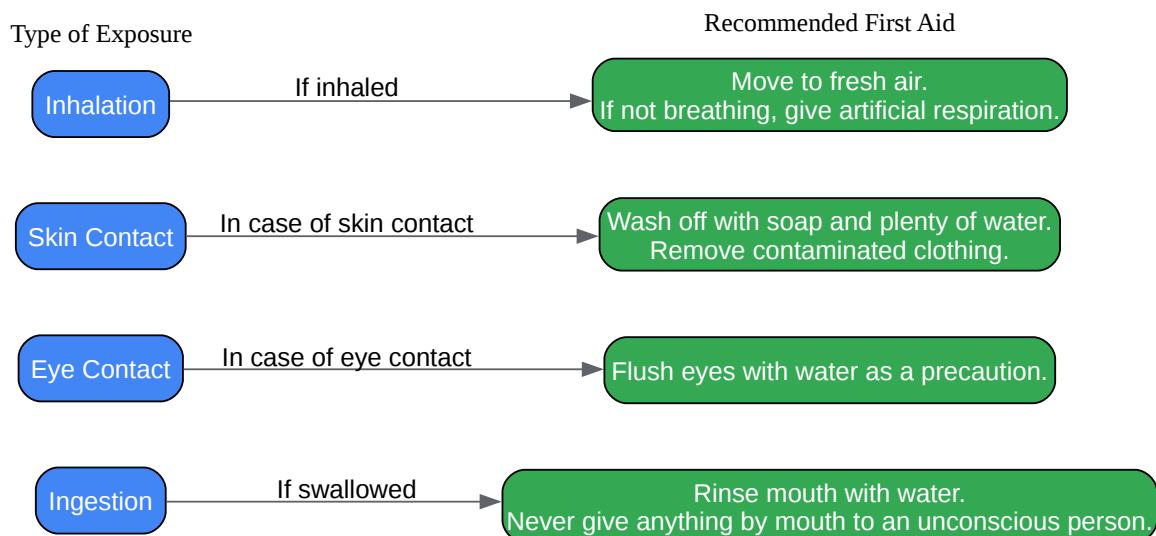 Type of Exposure
Recommended First Aid
Inhalation
If inhaled
Move to fresh air.
If not breathing, give artificial respiration.
Skin Contact
In case of skin contact
Wash off with soap and plenty of water.
Remove contaminated clothing.
Eye Contact
In case of eye contact
Flush eyes with water as a precaution.
Ingestion
If swallowed
Rinse mouth with water.
Never give anything by mouth to an unconscious person.